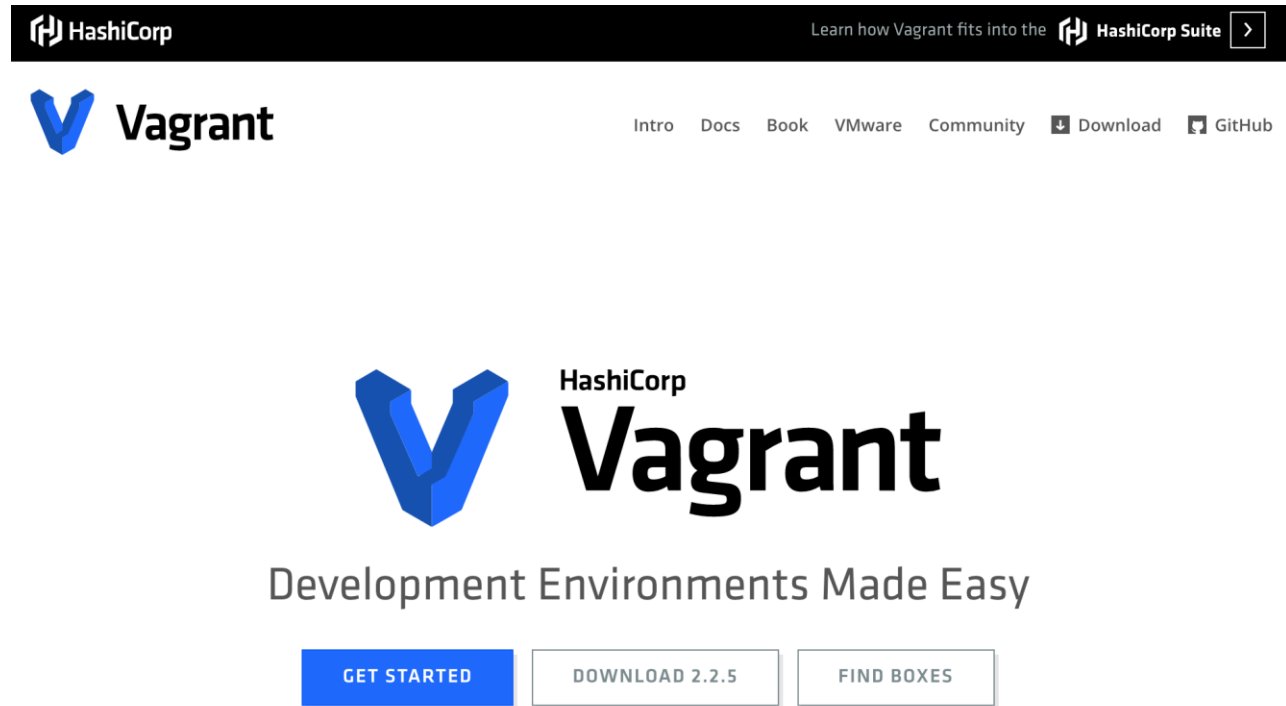 HashiCorp
Learn how Vagrant fits into the HashiCorp Suite
Vagrant
Intro Docs Book VMware Community Download GitHub
HashiCorp
Vagrant
Development Environments Made Easy
GET STARTED DOWNLOAD 2.2.5 FIND BOXES